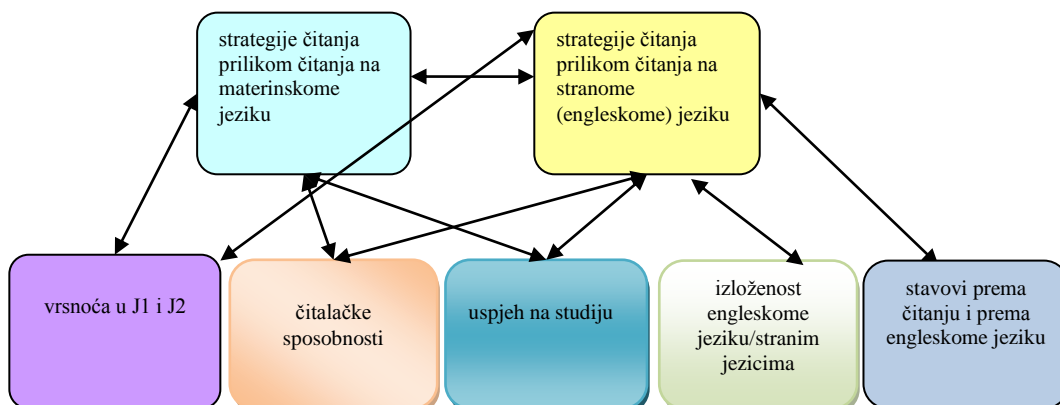 strategije čitanja
prilikom čitanja na
materinskome
jeziku
strategije čitanja
prilikom čitanja na
stranome
(engleskome) jeziku
vrsnoća u J1 i J2
čitalačke
sposobnosti
uspjeh na studiju
izloženost
engleskome
jeziku/stranim
jezicima
stavovi prema
čitanju i prema
engleskome jeziku